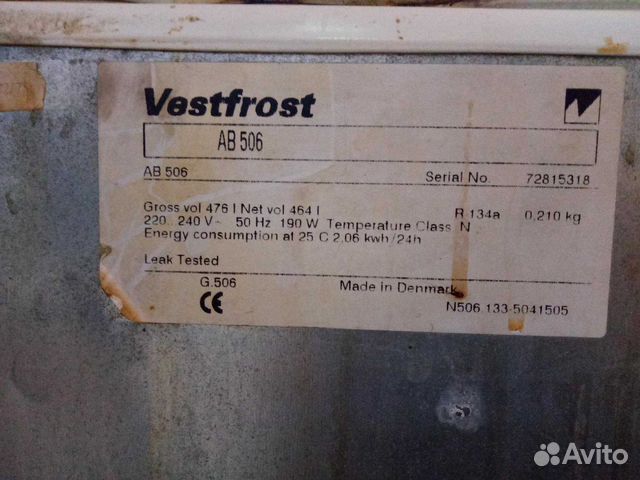 Vestfrost
AB 506
AB 506 Serial No. 72815318
Gross vol 476 l Net vol 464 l R 134a 0,210 kg
220.. 240 V~ 50 Hz 190 W Temperature Class N
Energy consumption at 25 C 2,06 kwh/24h
Leak Tested
G.506 Made in Denmark
CE N506 133-5041505
Avito